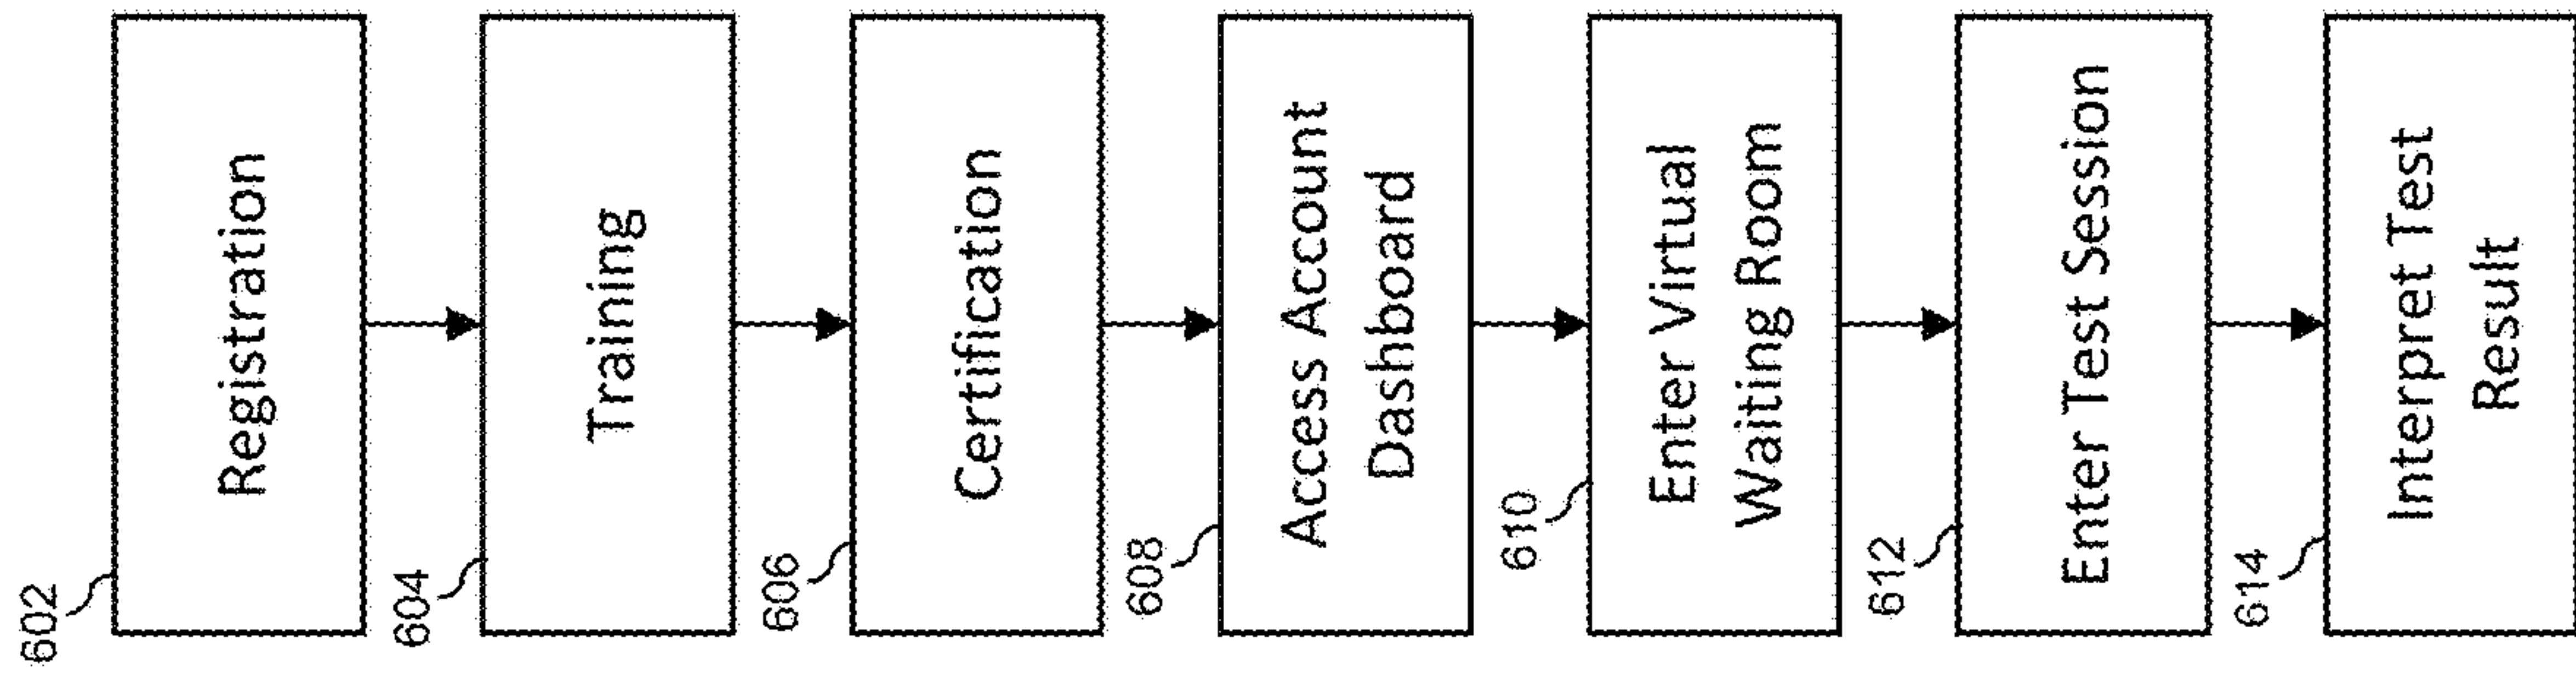 602
Registration
604
Training
606
Certification
608
Access Account
Dashboard
610
Enter Virtual
Waiting Room
612
Enter Test Session
614
Interpret Test
Result